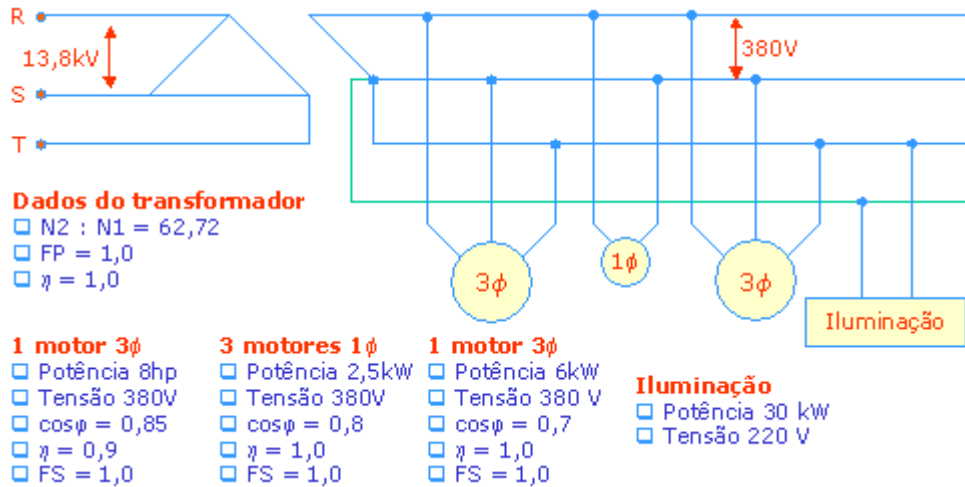 R
13,8kV
S
T
380V
3ϕ
1ϕ
3ϕ
Iluminação
Dados do transformador
❑ N2 : N1 = 62,72
❑ FP = 1,0
❑ η = 1,0
1 motor 3ϕ
❑ Potência 8hp
❑ Tensão 380V
❑ cosφ = 0,85
❑ η = 0,9
❑ FS = 1,0
3 motores 1ϕ
❑ Potência 2,5kW
❑ Tensão 380V
❑ cosφ = 0,8
❑ η = 1,0
❑ FS = 1,0
1 motor 3ϕ
❑ Potência 6kW
❑ Tensão 380 V
❑ cosφ = 0,7
❑ η = 1,0
❑ FS = 1,0
Iluminação
❑ Potência 30 kW
❑ Tensão 220 V